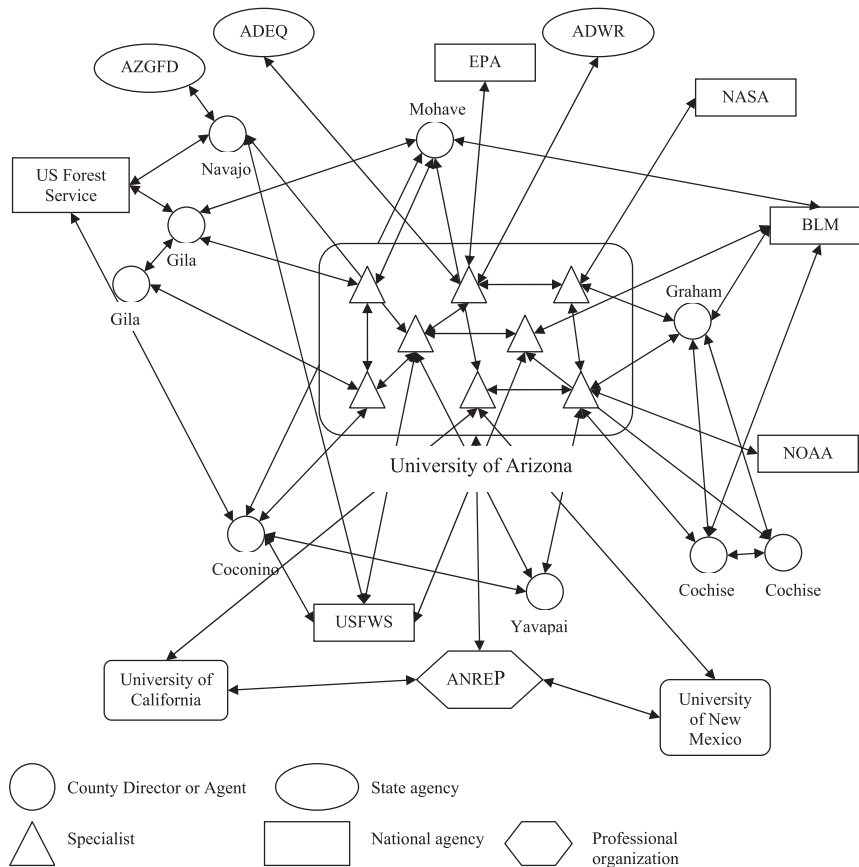 ADEQ
ADWR
EPA
AZGFD
NASA
Mohave
Navajo
US Forest
Service
BLM
Gila
Graham
Gila
NOAA
University of Arizona
Coconino
Cochise
Cochise
USFWS
Yavapai
University of
California
ANREP
University
of New
Mexico
County Director or Agent
State agency
Specialist
National agency
Professional
organization